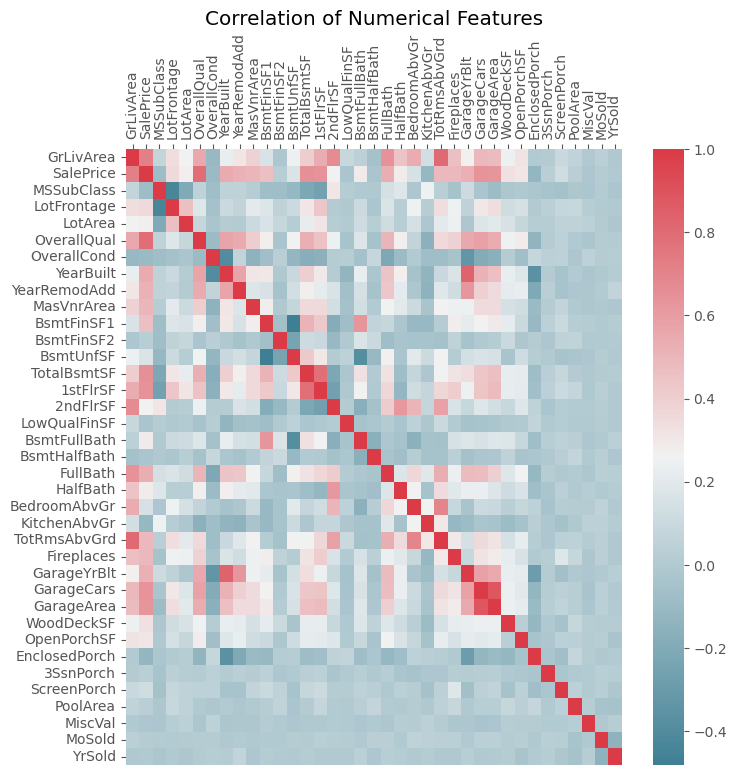 Correlation of Numerical Features
GrLivArea
SalePrice
MSSubClass
LotFrontage
LotArea
OverallQual
OverallCond
YearBuilt
YearRemodAdd
MasVnrArea
BsmtFinSF1
BsmtFinSF2
BsmtUnfSF
TotalBsmtSF
1stFlrSF
2ndFlrSF
LowQualFinSF
BsmtFullBath
BsmtHalfBath
FullBath
HalfBath
BedroomAbvGr
KitchenAbvGr
TotRmsAbvGrd
Fireplaces
GarageYrBlt
GarageCars
GarageArea
WoodDeckSF
OpenPorchSF
EnclosedPorch
3SsnPorch
ScreenPorch
PoolArea
MiscVal
MoSold
YrSold
GrLivArea
SalePrice
MSSubClass
LotFrontage
LotArea
OverallQual
OverallCond
YearBuilt
YearRemodAdd
MasVnrArea
BsmtFinSF1
BsmtFinSF2
BsmtUnfSF
TotalBsmtSF
1stFlrSF
2ndFlrSF
LowQualFinSF
BsmtFullBath
BsmtHalfBath
FullBath
HalfBath
BedroomAbvGr
KitchenAbvGr
TotRmsAbvGrd
Fireplaces
GarageYrBlt
GarageCars
GarageArea
WoodDeckSF
OpenPorchSF
EnclosedPorch
3SsnPorch
ScreenPorch
PoolArea
MiscVal
MoSold
YrSold
1.0
0.8
0.6
0.4
0.2
0.0
−0.2
−0.4